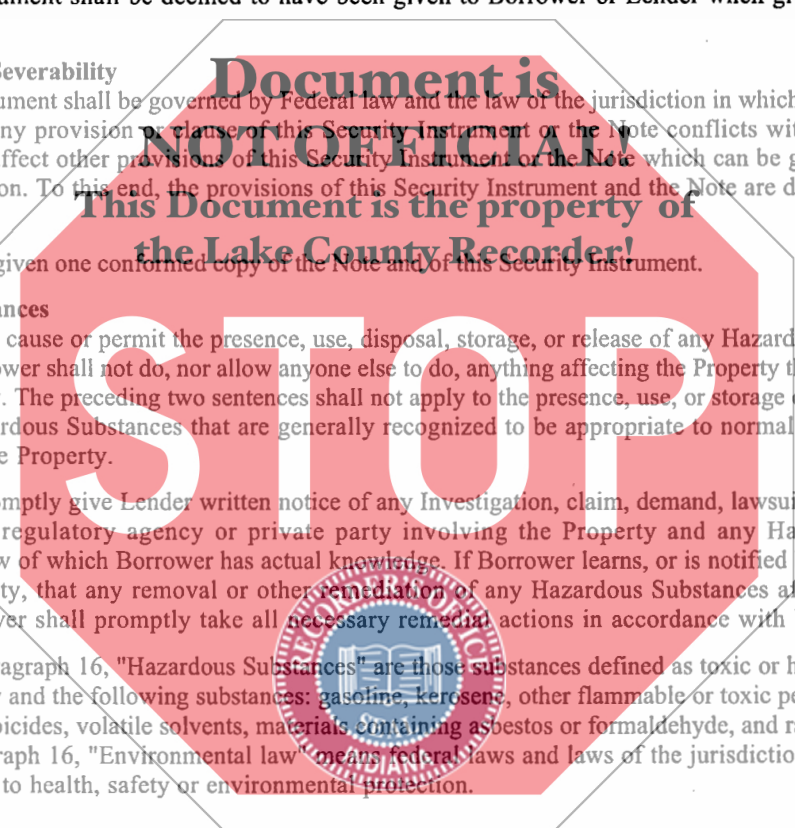 ument shall be deemed to have been given to Borrower or Lender when gi
Severability
Document is
ument shall be governed by Federal law and the law of the jurisdiction in which
NOT OFFICIAL!
ny provision or clause of this Security Instrument or the Note conflicts wit
affect other provisions of this Security Instrument or the Note which can be g
on. To this end, the provisions of this Security Instrument and the Note are d
This Document is the property of
the Lake County Recorder!
given one conformed copy of the Note and of this Security Instrument.
ances
cause or permit the presence, use, disposal, storage, or release of any Hazard
wer shall not do, nor allow anyone else to do, anything affecting the Property th
. The preceding two sentences shall not apply to the presence, use, or storage
rdous Substances that are generally recognized to be appropriate to normal
e Property.
STOP
mptly give Lender written notice of any Investigation, claim, demand, lawsui
regulatory agency or private party involving the Property and any Ha
w of which Borrower has actual knowledge. If Borrower learns, or is notified
ty, that any removal or other remediation of any Hazardous Substances af
wer shall promptly take all necessary remedial actions in accordance with
RECORDER'S OFFICE
SEAL
INDIANA
agraph 16, "Hazardous Substances" are those substances defined as toxic or h
and the following substances: gasoline, kerosene, other flammable or toxic pe
bicides, volatile solvents, materials containing asbestos or formaldehyde, and r
raph 16, "Environmental law" means federal laws and laws of the jurisdictio
to health, safety or environmental protection.